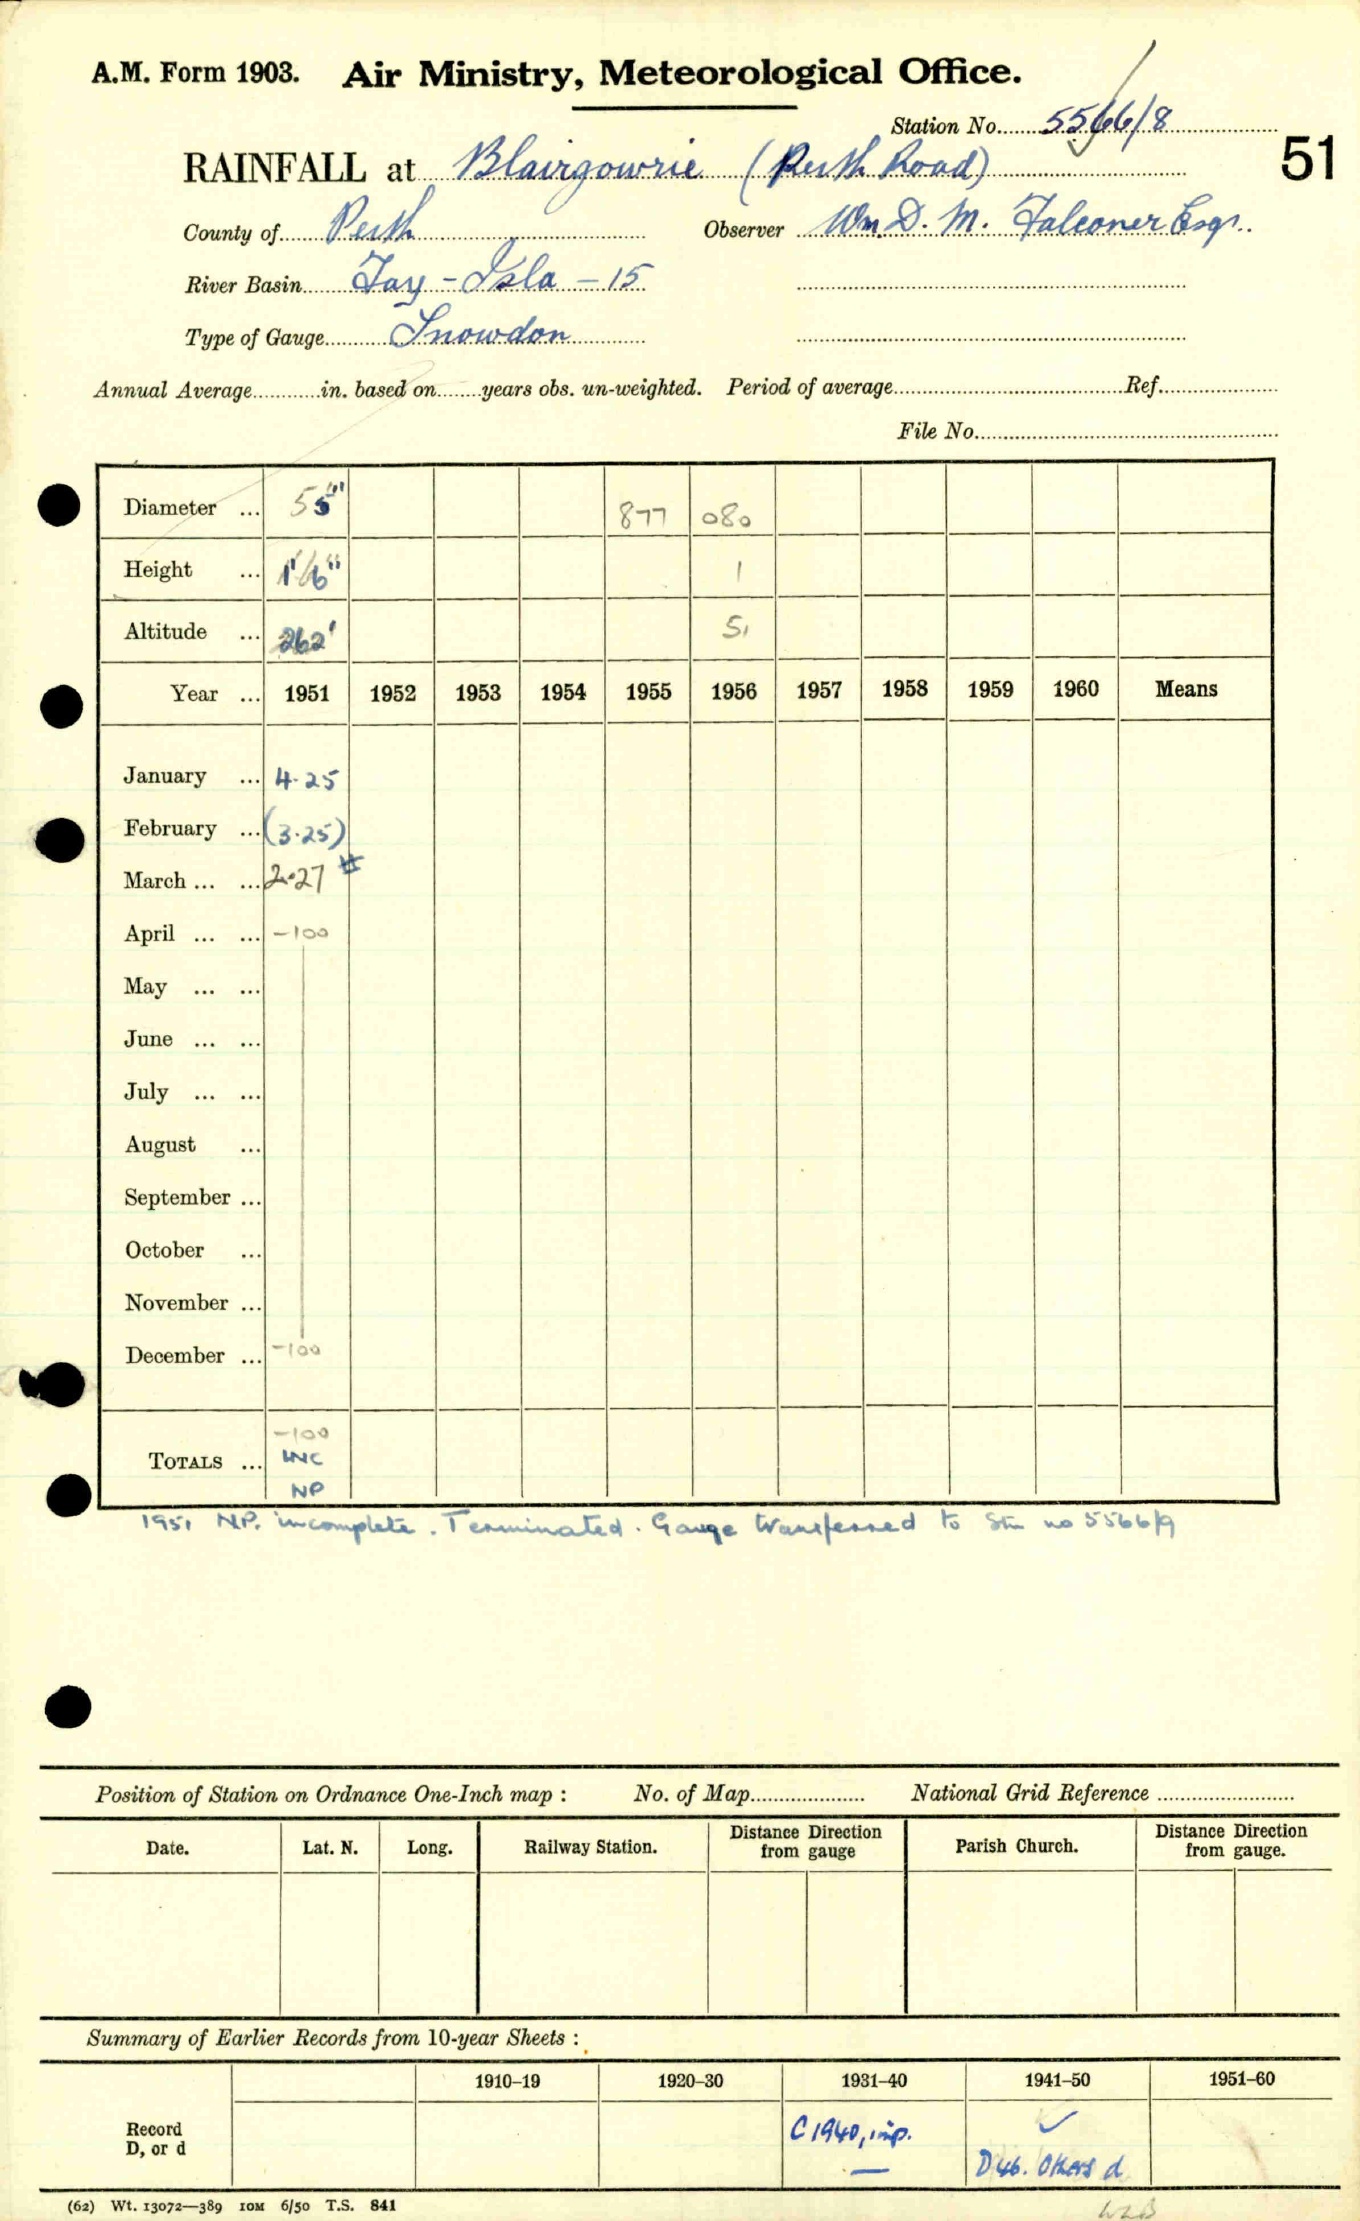 A.M. Form 1903. Air Ministry, Meteorological Office.
Station No. 5566/8
51
RAINFALL at Blairgowrie (Perth Road)
County of Perth Observer Wm. D. M. Falconer Esqr.
River Basin Tay - Isla - 15
Type of Gauge Snowdon
Annual Average in. based on years obs. un-weighted. Period of average Ref.
File No.
Diameter ... 5" 877 080
Height ... 1'/6" 1
Altitude ... 262' 51
Year ... 1951 1952 1953 1954 1955 1956 1957 1958 1959 1960 Means
January ... 4.25
February ... (3.25)
March ... ... 2.27 #
April ... ... -100
May ... ...
June ... ...
July ... ...
August ...
September ...
October ...
November ...
December ... -100
-100
TOTALS ... INC
NP
1951 N.P. incomplete. Terminated. Gauge transferred to Stn no 5566/9
Position of Station on Ordnance One-Inch map : No. of Map National Grid Reference
Date. Lat. N. Long. Railway Station. Distance Direction from gauge Parish Church. Distance Direction from gauge.
Summary of Earlier Records from 10-year Sheets :
1910–19 1920–30 1931–40 1941–50 1951–60
Record D, or d C1940, inp. — ✓ D46. Others d
(62) Wt. 13072—389 10M 6/50 T.S. 841